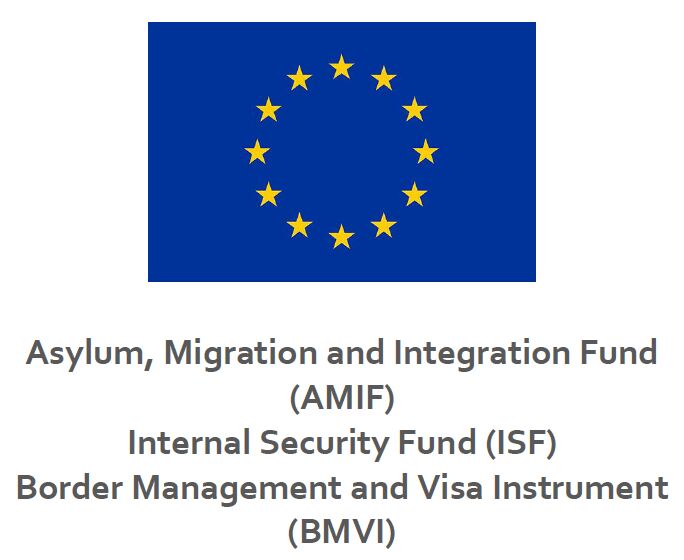 Asylum, Migration and Integration Fund
(AMIF)
Internal Security Fund (ISF)
Border Management and Visa Instrument
(BMVI)